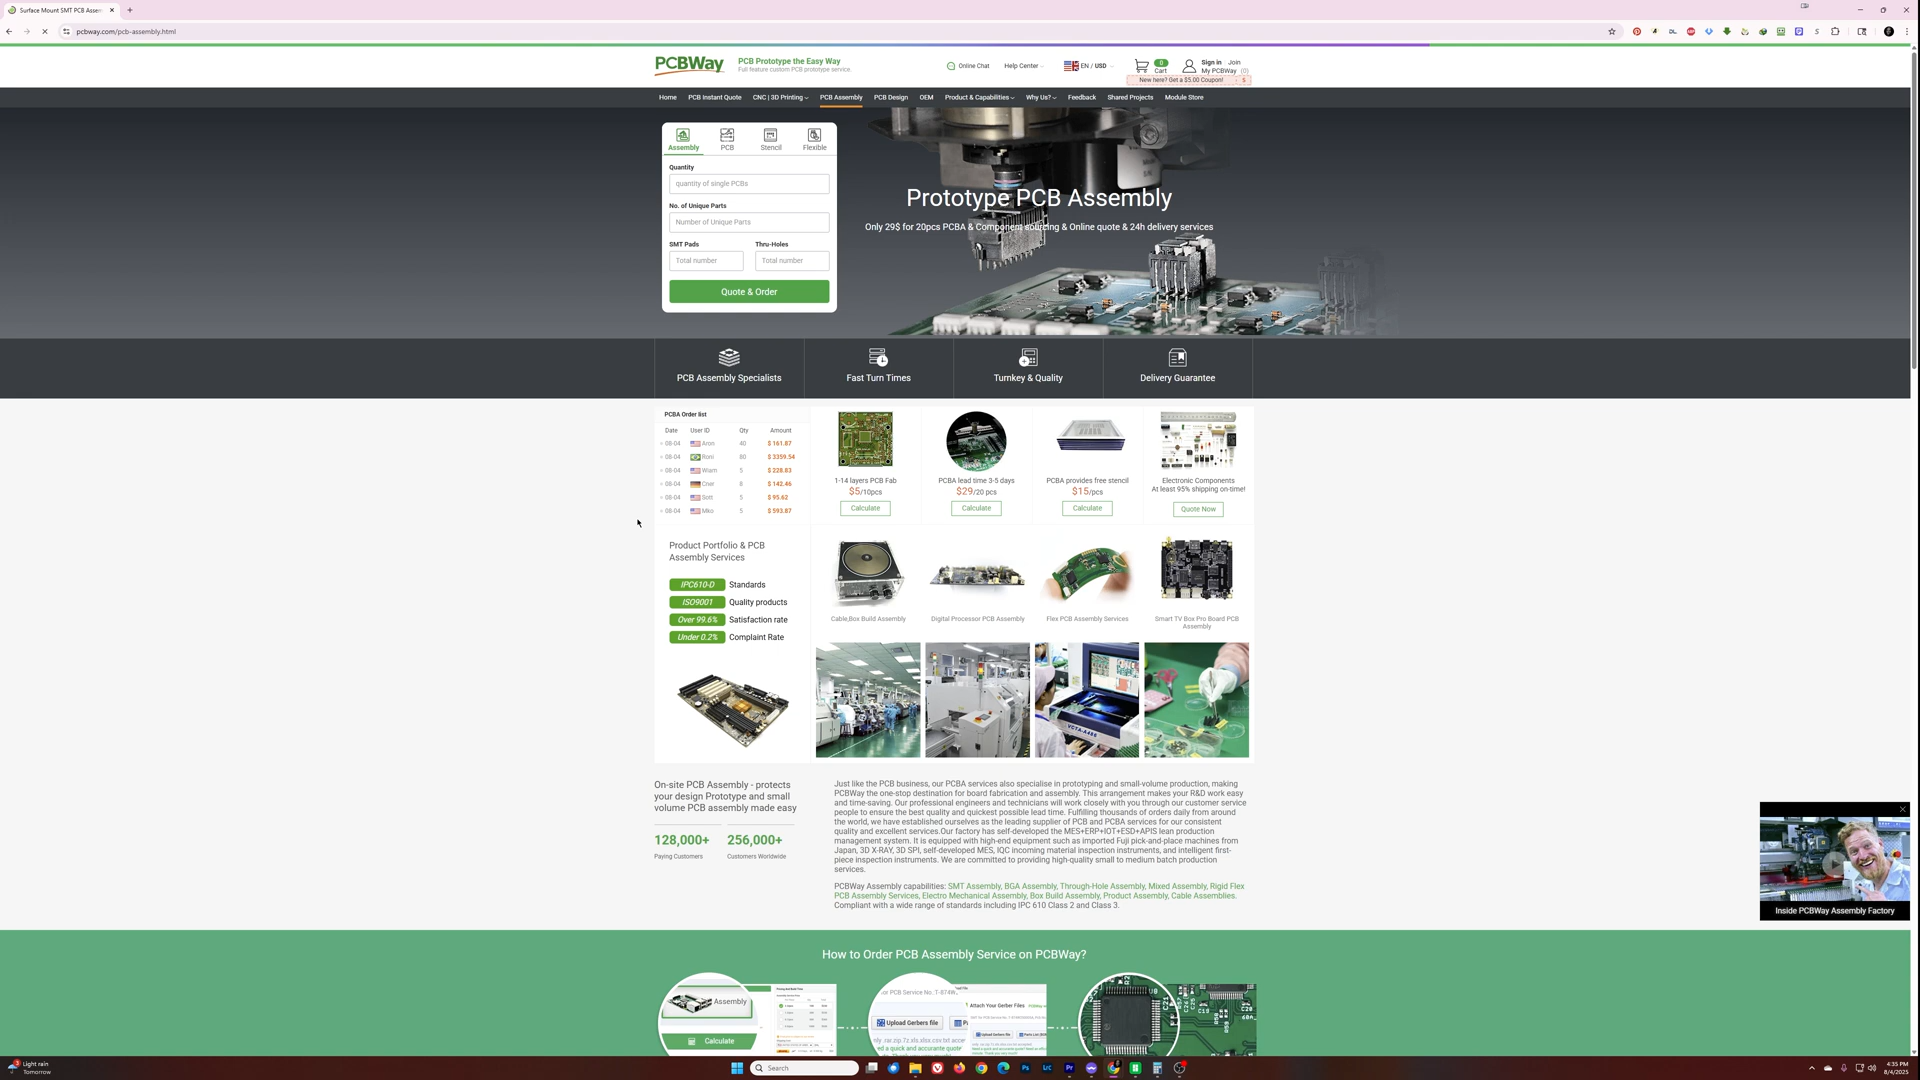 Surface Mount SMT PCB Assem
pcbway.com/pcb-assembly.html
PCBWay
PCB Prototype the Easy Way
Full feature custom PCB prototype service.
Online Chat
Help Center
EN / USD
0
Cart
Sign in Join
My PCBWay (0)
New here? Get a $5.00 Coupon!
Home
PCB Instant Quote
CNC | 3D Printing
PCB Assembly
PCB Design
OEM
Product & Capabilities
Why Us?
Feedback
Shared Projects
Module Store
Assembly
PCB
Stencil
Flexible
Quantity
quantity of single PCBs
No. of Unique Parts
Number of Unique Parts
SMT Pads
Thru-Holes
Total number
Total number
Quote & Order
Prototype PCB Assembly
Only 29$ for 20pcs PCBA & Component sourcing & Online quote & 24h delivery services
PCB Assembly Specialists
Fast Turn Times
Turnkey & Quality
Delivery Guarantee
PCBA Order list
Date User ID Qty Amount
08-04 Aron 40 $ 161.87
08-04 Roni 80 $ 3359.54
08-04 Wiam 5 $ 228.83
08-04 Cner 8 $ 142.46
08-04 Sott 5 $ 95.62
08-04 Mko 5 $ 593.87
1-14 layers PCB Fab
$5/10pcs
Calculate
PCBA lead time 3-5 days
$29/20 pcs
Calculate
PCBA provides free stencil
$15/pcs
Calculate
Electronic Components
At least 95% shipping on-time!
Quote Now
Product Portfolio & PCB
Assembly Services
IPC610-D Standards
ISO9001 Quality products
Over 99.6% Satisfaction rate
Under 0.2% Complaint Rate
Cable,Box Build Assembly
Digital Processor PCB Assembly
Flex PCB Assembly Services
Smart TV Box Pro Board PCB
Assembly
VCTA-A486
On-site PCB Assembly - protects
your design Prototype and small
volume PCB assembly made easy
128,000+
Paying Customers
256,000+
Customers Worldwide
Just like the PCB business, our PCBA services also specialise in prototyping and small-volume production, making
PCBWay the one-stop destination for board fabrication and assembly. This arrangement makes your R&D work easy
and time-saving. Our professional engineers and technicians will work closely with you through our customer service
people to ensure the best quality and quickest possible lead time. Fulfilling thousands of orders daily from around
the world, we have established ourselves as the leading supplier of PCB and PCBA services for our consistent
quality and excellent services.Our factory has self-developed the MES+ERP+IOT+ESD+APIS lean production
management system. It is equipped with high-end equipment such as imported Fuji pick-and-place machines from
Japan, 3D X-RAY, 3D SPI, self-developed MES, IQC incoming material inspection instruments, and intelligent first-
piece inspection instruments. We are committed to providing high-quality small to medium batch production
services.
PCBWay Assembly capabilities: SMT Assembly, BGA Assembly, Through-Hole Assembly, Mixed Assembly, Rigid Flex
PCB Assembly Services, Electro Mechanical Assembly, Box Build Assembly, Product Assembly, Cable Assemblies.
Compliant with a wide range of standards including IPC 610 Class 2 and Class 3.
Inside PCBWay Assembly Factory
How to Order PCB Assembly Service on PCBWay?
Assembly
Calculate
Attach Your Gerber Files
Upload Gerbers file
ed a quick and accurate quote
Light rain
Tomorrow
Search
4:35 PM
8/4/2025